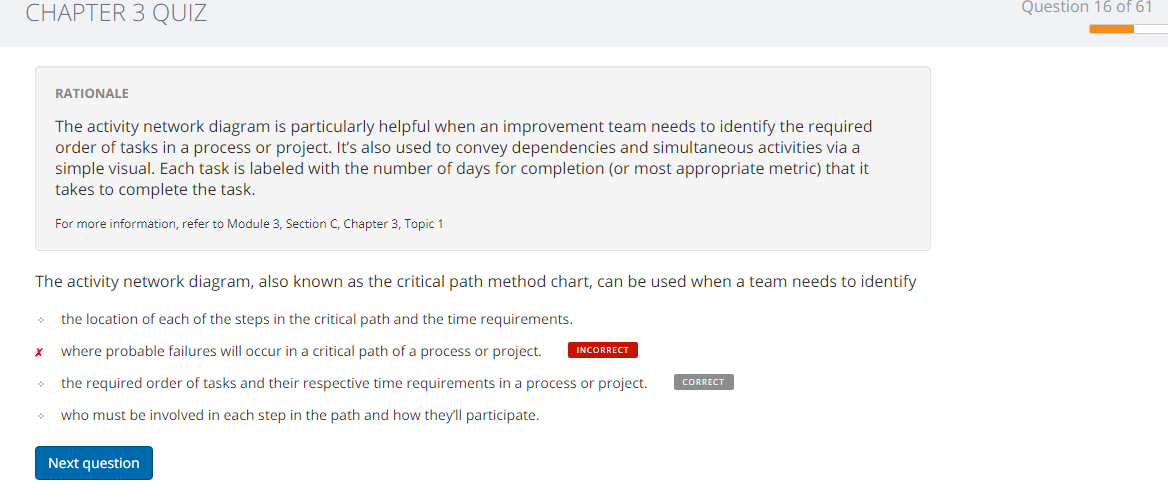 CHAPTER 3 QUIZ
Question 16 of 61
RATIONALE
The activity network diagram is particularly helpful when an improvement team needs to identify the required
order of tasks in a process or project. It's also used to convey dependencies and simultaneous activities via a
simple visual. Each task is labeled with the number of days for completion (or most appropriate metric) that it
takes to complete the task.
For more information, refer to Module 3, Section C, Chapter 3, Topic 1
The activity network diagram, also known as the critical path method chart, can be used when a team needs to identify
the location of each of the steps in the critical path and the time requirements.
✗ where probable failures will occur in a critical path of a process or project. INCORRECT
the required order of tasks and their respective time requirements in a process or project. CORRECT
who must be involved in each step in the path and how they'll participate.
Next question